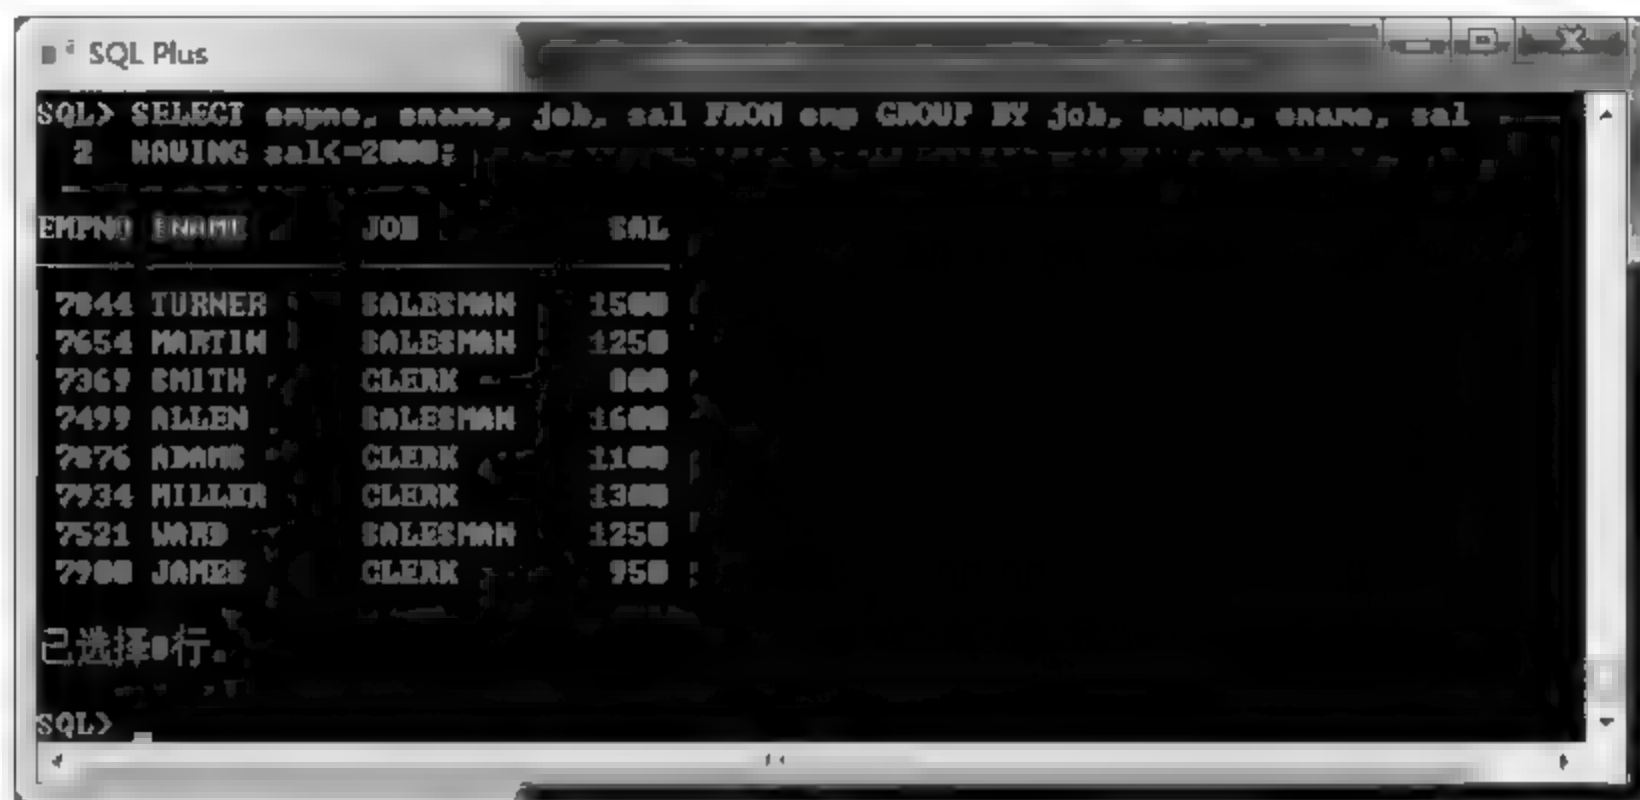 SQL Plus
SQL> SELECT empno, ename, job, sal FROM emp GROUP BY job, empno, ename, sal
2 HAVING sal<=2000;
EMPNO ENAME JOB SAL
7844 TURNER SALESMAN 1500
7654 MARTIN SALESMAN 1250
7369 SMITH CLERK 800
7499 ALLEN SALESMAN 1600
7876 ADAMS CLERK 1100
7934 MILLER CLERK 1300
7521 WARD SALESMAN 1250
7900 JAMES CLERK 950
已选择8行。
SQL>